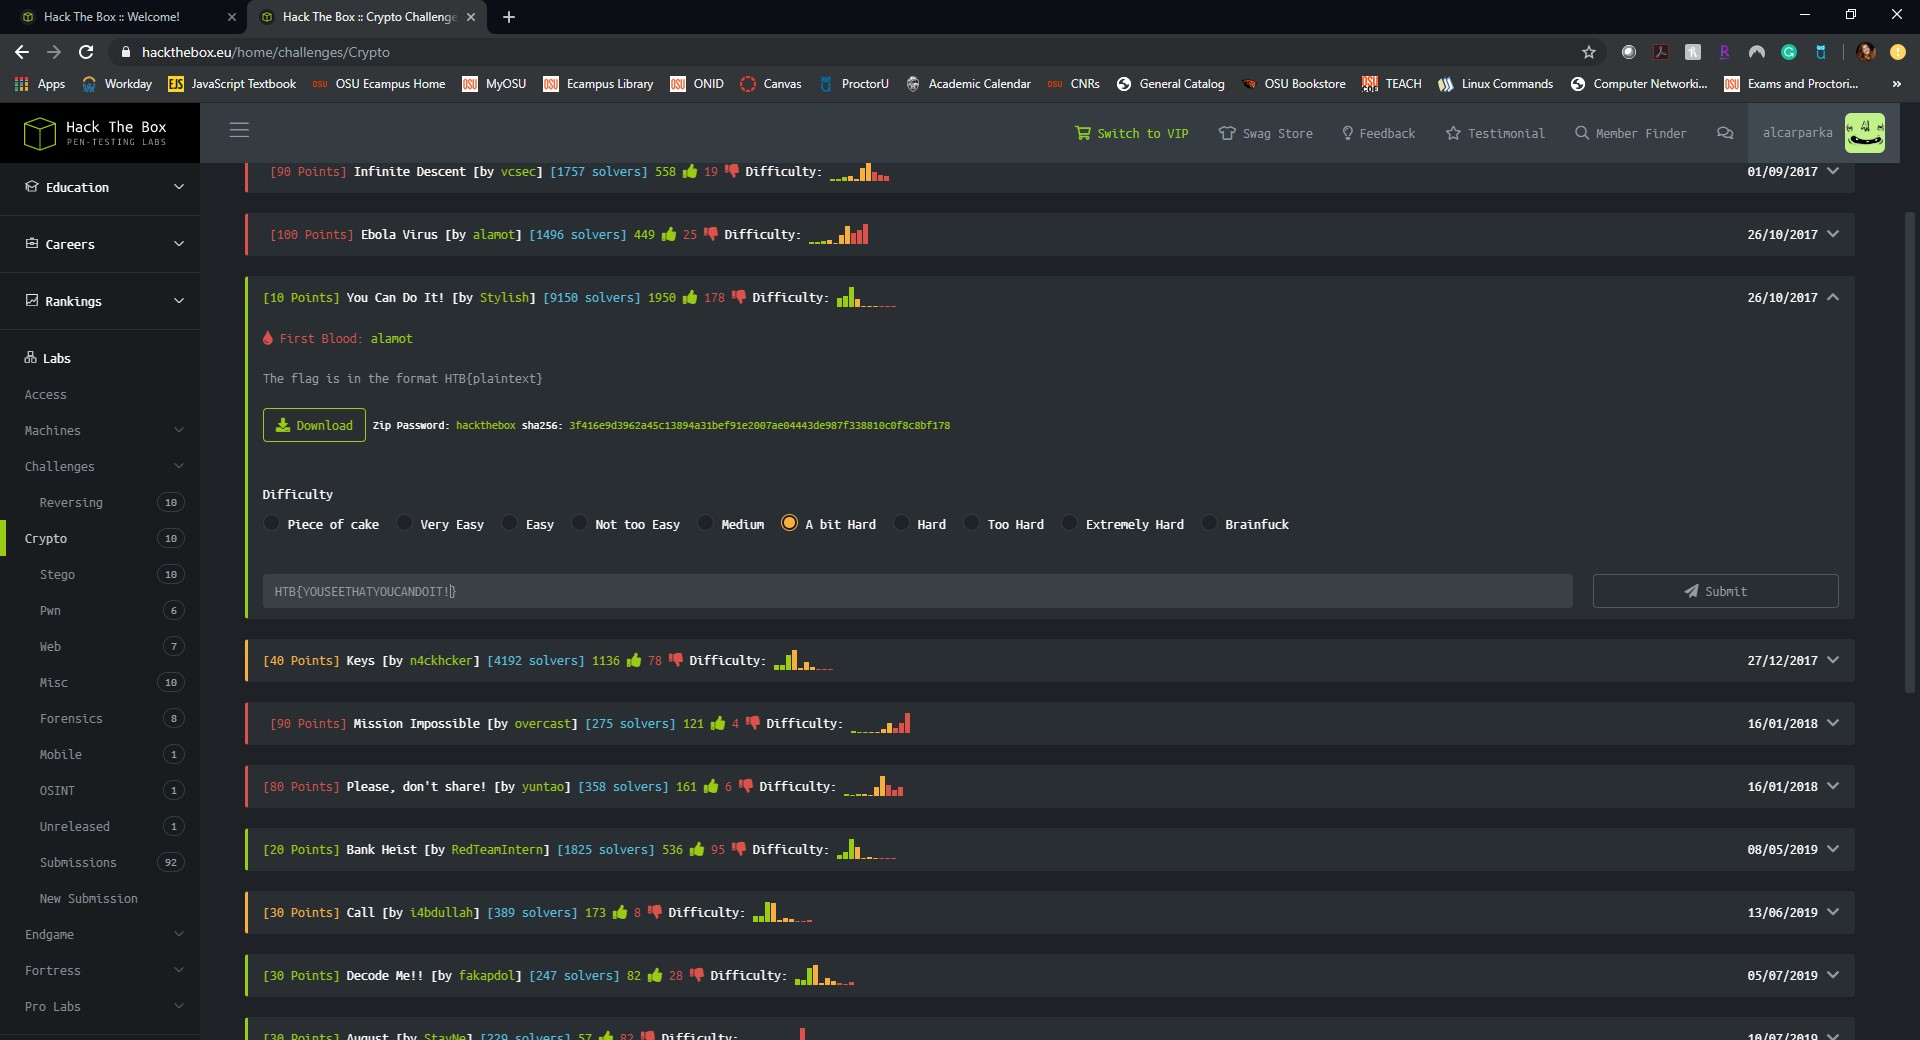 Hack The Box :: Welcome!
Hack The Box :: Crypto Challenge
hackthebox.eu/home/challenges/Crypto
Apps Workday JavaScript Textbook OSU Ecampus Home MyOSU Ecampus Library ONID Canvas ProctorU Academic Calendar CNRs General Catalog OSU Bookstore TEACH Linux Commands Computer Networki... Exams and Proctori... »
Hack The Box
PEN-TESTING LABS
Switch to VIP Swag Store Feedback Testimonial Member Finder alcarparka
Education
Careers
Rankings
Labs
Access
Machines
Challenges
Reversing 10
Crypto 10
Stego 10
Pwn 6
Web 7
Misc 10
Forensics 8
Mobile 1
OSINT 1
Unreleased 1
Submissions 92
New Submission
Endgame
Fortress
Pro Labs
[90 Points] Infinite Descent [by vcsec] [1757 solvers] 558 19 Difficulty: 01/09/2017
[100 Points] Ebola Virus [by alamot] [1496 solvers] 449 25 Difficulty: 26/10/2017
[10 Points] You Can Do It! [by Stylish] [9150 solvers] 1950 178 Difficulty: 26/10/2017
First Blood: alamot
The flag is in the format HTB{plaintext}
Download Zip Password: hackthebox sha256: 3f416e9d3962a45c13894a31bef91e2007ae04443de987f338810c0f8c8bf178
Difficulty
Piece of cake Very Easy Easy Not too Easy Medium A bit Hard Hard Too Hard Extremely Hard Brainfuck
HTB{YOUSEETHATYOUCANDOIT!}
Submit
[40 Points] Keys [by n4ckhcker] [4192 solvers] 1136 78 Difficulty: 27/12/2017
[90 Points] Mission Impossible [by overcast] [275 solvers] 121 4 Difficulty: 16/01/2018
[80 Points] Please, don't share! [by yuntao] [358 solvers] 161 6 Difficulty: 16/01/2018
[20 Points] Bank Heist [by RedTeamIntern] [1825 solvers] 536 95 Difficulty: 08/05/2019
[30 Points] Call [by i4bdullah] [389 solvers] 173 8 Difficulty: 13/06/2019
[30 Points] Decode Me!! [by fakapdol] [247 solvers] 82 28 Difficulty: 05/07/2019
[30 Points] August [by StayNe] [229 solvers] 57 82 Difficulty: 10/07/2019